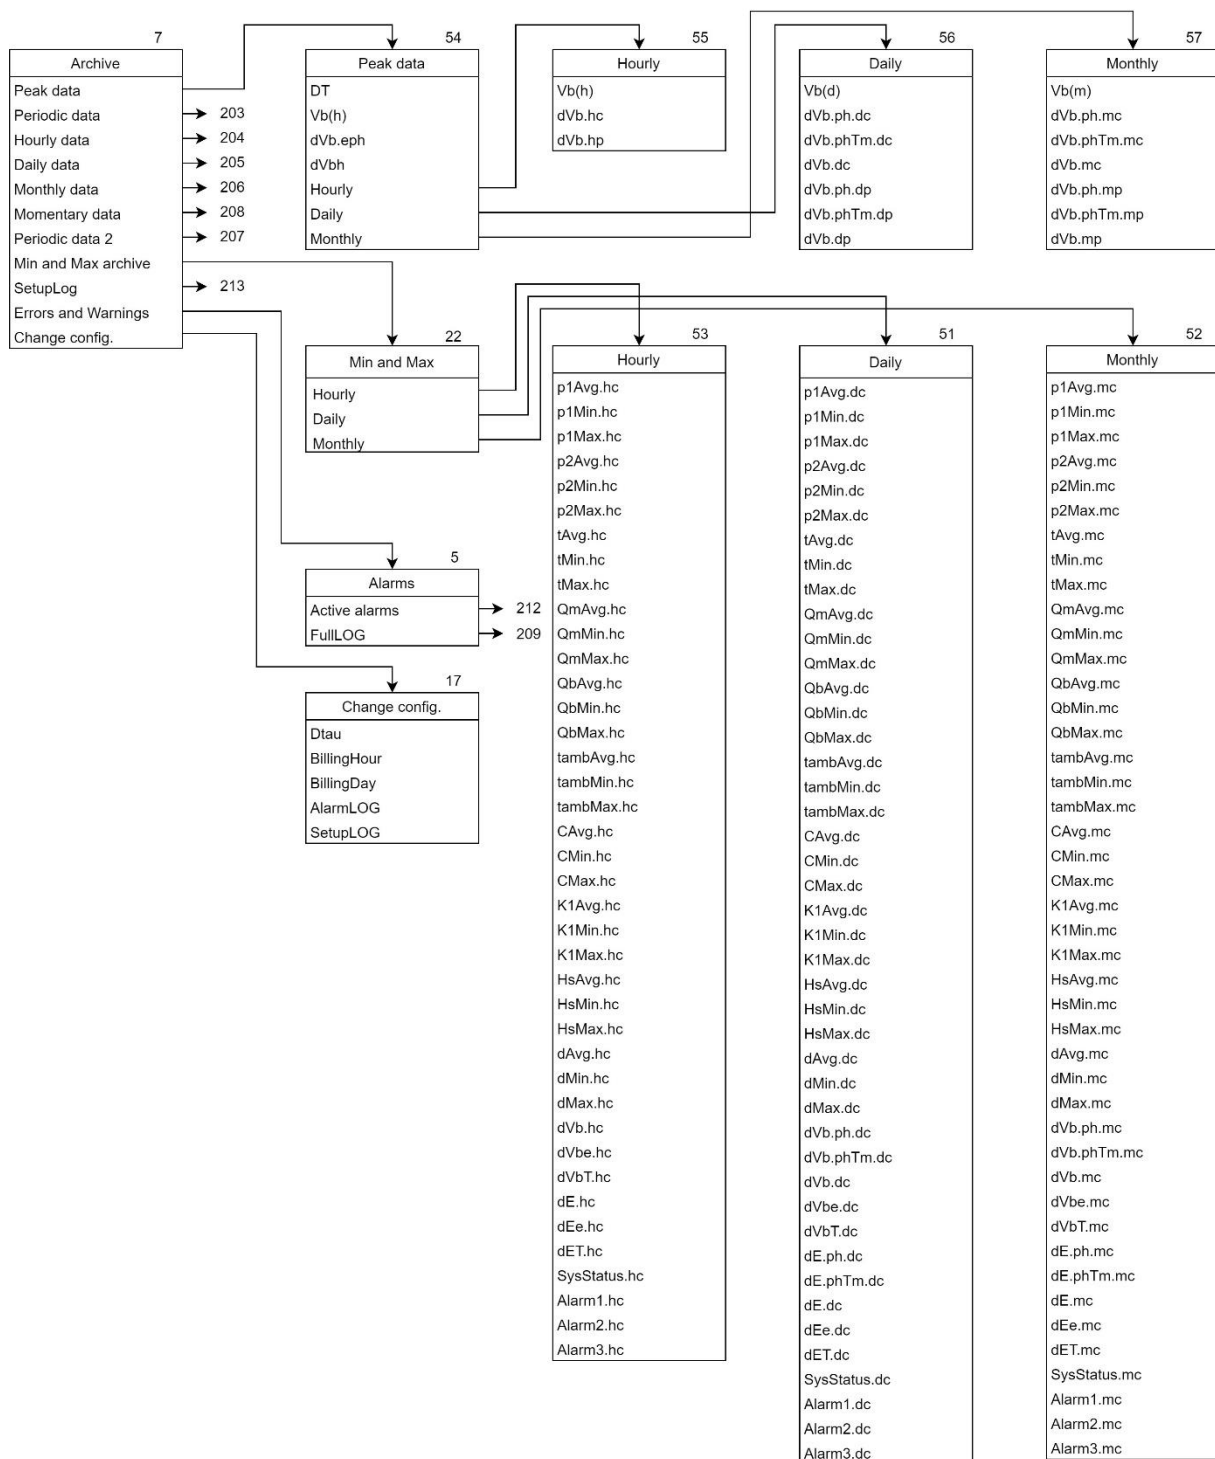 7
Archive
Peak data
Periodic data
203
Hourly data
204
Daily data
205
Monthly data
206
Momentary data
208
Periodic data 2
207
Min and Max archive
SetupLog
213
Errors and Warnings
Change config.
54
Peak data
DT
Vb(h)
dVb.eph
dVbh
Hourly
Daily
Monthly
55
Hourly
Vb(h)
dVb.hc
dVb.hp
56
Daily
Vb(d)
dVb.ph.dc
dVb.phTm.dc
dVb.dc
dVb.ph.dp
dVb.phTm.dp
dVb.dp
57
Monthly
Vb(m)
dVb.ph.mc
dVb.phTm.mc
dVb.mc
dVb.ph.mp
dVb.phTm.mp
dVb.mp
22
Min and Max
Hourly
Daily
Monthly
5
Alarms
Active alarms
212
FullLOG
209
17
Change config.
Dtau
BillingHour
BillingDay
AlarmLOG
SetupLOG
53
Hourly
p1Avg.hc
p1Min.hc
p1Max.hc
p2Avg.hc
p2Min.hc
p2Max.hc
tAvg.hc
tMin.hc
tMax.hc
QmAvg.hc
QmMin.hc
QmMax.hc
QbAvg.hc
QbMin.hc
QbMax.hc
tambAvg.hc
tambMin.hc
tambMax.hc
CAvg.hc
CMin.hc
CMax.hc
K1Avg.hc
K1Min.hc
K1Max.hc
HsAvg.hc
HsMin.hc
HsMax.hc
dAvg.hc
dMin.hc
dMax.hc
dVb.hc
dVbe.hc
dVbT.hc
dE.hc
dEe.hc
dET.hc
SysStatus.hc
Alarm1.hc
Alarm2.hc
Alarm3.hc
51
Daily
p1Avg.dc
p1Min.dc
p1Max.dc
p2Avg.dc
p2Min.dc
p2Max.dc
tAvg.dc
tMin.dc
tMax.dc
QmAvg.dc
QmMin.dc
QmMax.dc
QbAvg.dc
QbMin.dc
QbMax.dc
tambAvg.dc
tambMin.dc
tambMax.dc
CAvg.dc
CMin.dc
CMax.dc
K1Avg.dc
K1Min.dc
K1Max.dc
HsAvg.dc
HsMin.dc
HsMax.dc
dAvg.dc
dMin.dc
dMax.dc
dVb.ph.dc
dVb.phTm.dc
dVb.dc
dVbe.dc
dVbT.dc
dE.ph.dc
dE.phTm.dc
dE.dc
dEe.dc
dET.dc
SysStatus.dc
Alarm1.dc
Alarm2.dc
Alarm3.dc
52
Monthly
p1Avg.mc
p1Min.mc
p1Max.mc
p2Avg.mc
p2Min.mc
p2Max.mc
tAvg.mc
tMin.mc
tMax.mc
QmAvg.mc
QmMin.mc
QmMax.mc
QbAvg.mc
QbMin.mc
QbMax.mc
tambAvg.mc
tambMin.mc
tambMax.mc
CAvg.mc
CMin.mc
CMax.mc
K1Avg.mc
K1Min.mc
K1Max.mc
HsAvg.mc
HsMin.mc
HsMax.mc
dAvg.mc
dMin.mc
dMax.mc
dVb.ph.mc
dVb.phTm.mc
dVb.mc
dVbe.mc
dVbT.mc
dE.ph.mc
dE.phTm.mc
dE.mc
dEe.mc
dET.mc
SysStatus.mc
Alarm1.mc
Alarm2.mc
Alarm3.mc